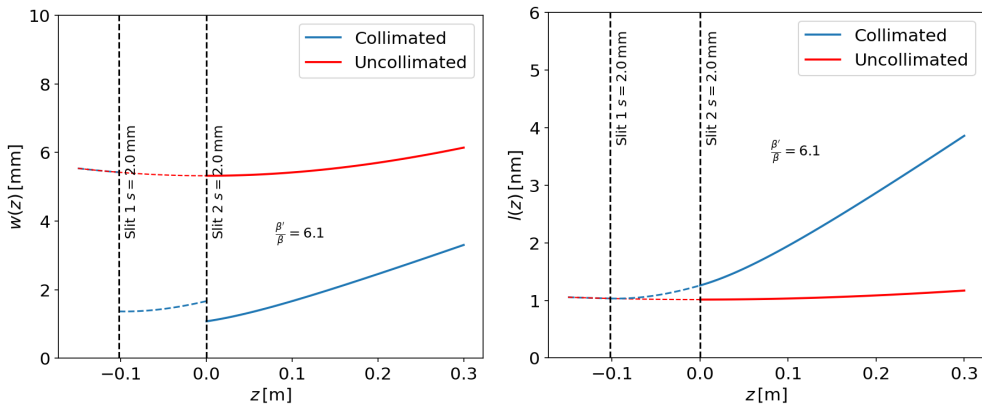 10
8
6
4
2
0
w(z) [mm]
Slit 1 s = 2.0 mm
Slit 2 s = 2.0 mm
β′/β = 6.1
Collimated
Uncollimated
−0.1 0.0 0.1 0.2 0.3
z [m]
6
5
4
3
2
1
0
l(z) [nm]
Slit 1 s = 2.0 mm
Slit 2 s = 2.0 mm
β′/β = 6.1
Collimated
Uncollimated
−0.1 0.0 0.1 0.2 0.3
z [m]